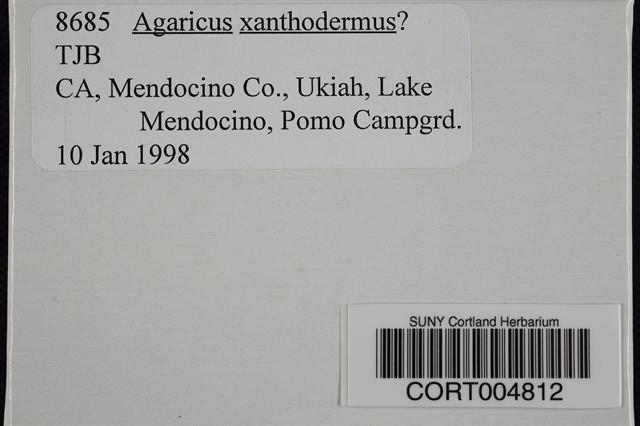 8685 Agaricus xanthodermus?
TJB
CA, Mendocino Co., Ukiah, Lake
Mendocino, Pomo Campgrd.
10 Jan 1998
SUNY Cortland Herbarium
CORT004812